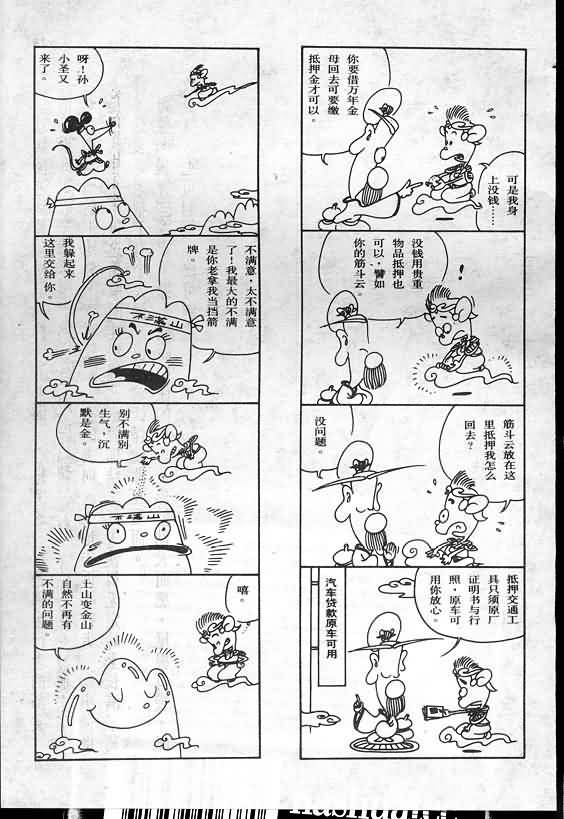 你要借万年金
母回去可要缴
抵押金才可以。
可是我身
上没钱……
没钱用贵重
物品抵押也
可以，譬如
你的筋斗云。
！
筋斗云放在这
里抵押我怎么
回去？
没问题。
抵押交通工
具只须原厂
证明书与行
照，原车可
用你放心。
汽车贷款原车可用
呀！孙
小圣又
来了。
不满意，太不满意
了！我最大的不满
是你老拿我当挡箭
牌。
我躲起来
这里交给你。
不满山
别不满别
生气，沉
默是金。
不满山
嘻。
土山变金山
自然不再有
不满的问题。